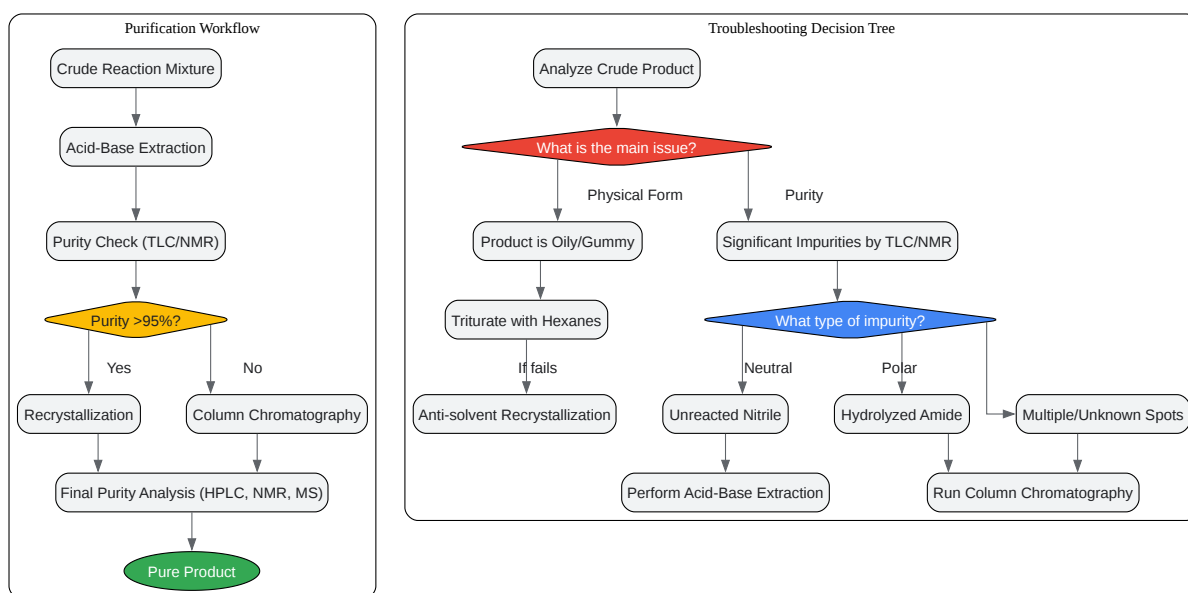 Purification Workflow
Crude Reaction Mixture
Acid-Base Extraction
Purity Check (TLC/NMR)
Purity >95%?
Yes
No
Recrystallization
Column Chromatography
Final Purity Analysis (HPLC, NMR, MS)
Pure Product
Troubleshooting Decision Tree
Analyze Crude Product
What is the main issue?
Physical Form
Purity
Product is Oily/Gummy
Significant Impurities by TLC/NMR
Triturate with Hexanes
What type of impurity?
If fails
Neutral
Polar
Anti-solvent Recrystallization
Unreacted Nitrile
Hydrolyzed Amide
Multiple/Unknown Spots
Perform Acid-Base Extraction
Run Column Chromatography